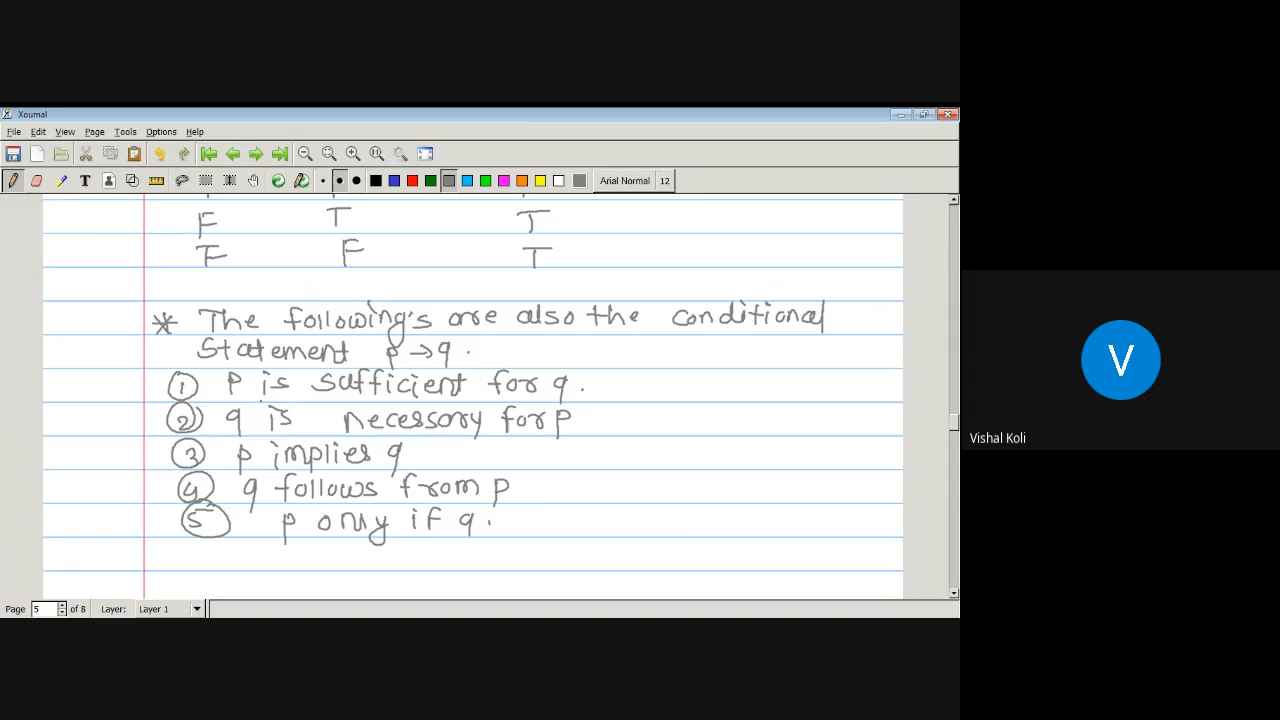 Xournal
File Edit View Page Tools Options Help
Arial Normal 12
F T T
F F T
* The following's are also the conditional
Statement p → q .
① p is sufficient for q .
② q is necessary for p
③ p implies q
④ q follows from p
⑤ p only if q .
Page 5 of 8 Layer: Layer 1
V
Vishal Koli